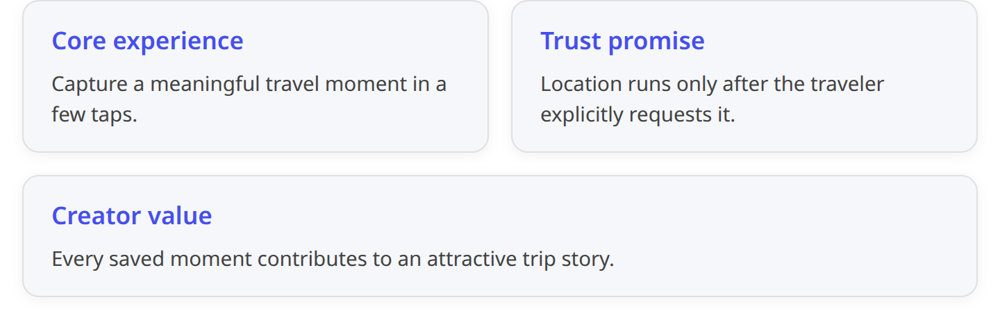 Core experience
Capture a meaningful travel moment in a
few taps.
Trust promise
Location runs only after the traveler
explicitly requests it.
Creator value
Every saved moment contributes to an attractive trip story.